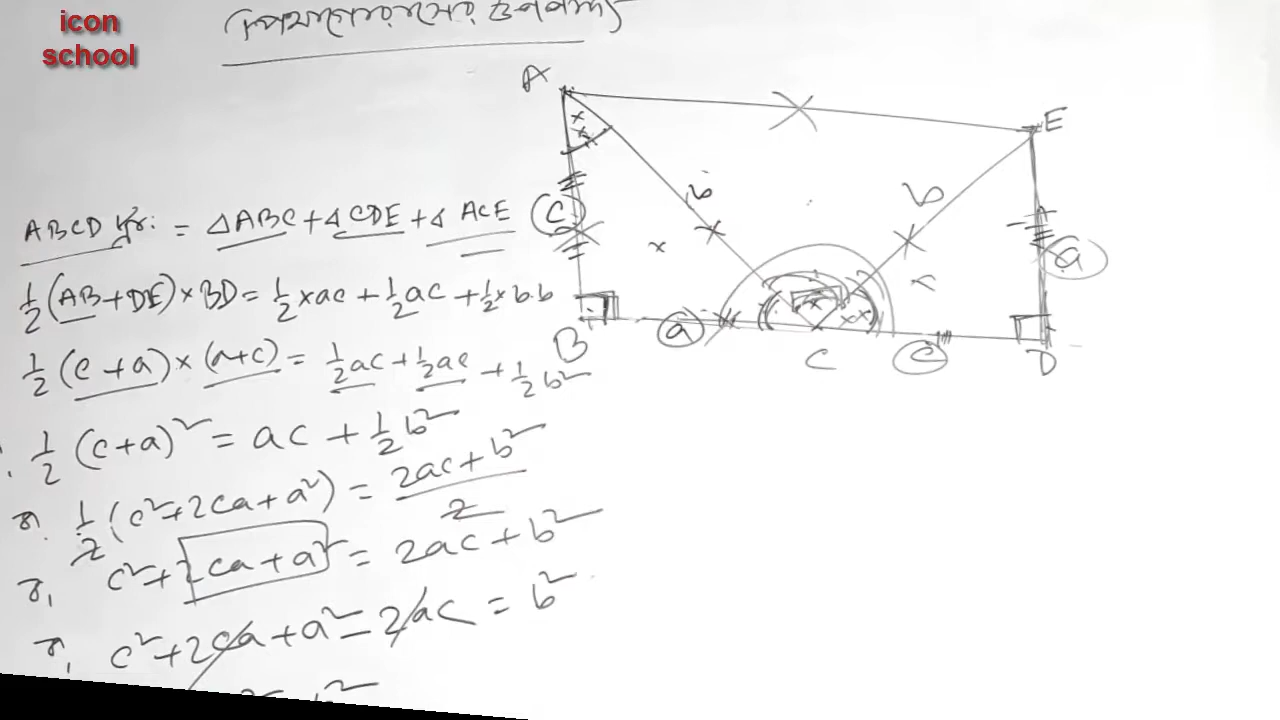 icon
school
A
E
ABCD = ΔABC + ΔCDE + Δ ACE
C
b
b
a
½(AB+DE)×BD = ½×ac + ½ac + ½×b.b
B
a
C
c
D
½(c+a)×(a+c) = ½ac + ½ac + ½b²
½(c+a)² = ac + ½b²
বা, ½(c²+2ca+a²) = 2ac+b²/2
বা, c²+2ca+a² = 2ac+b²
বা, c²+2ca+a²-2ac = b²